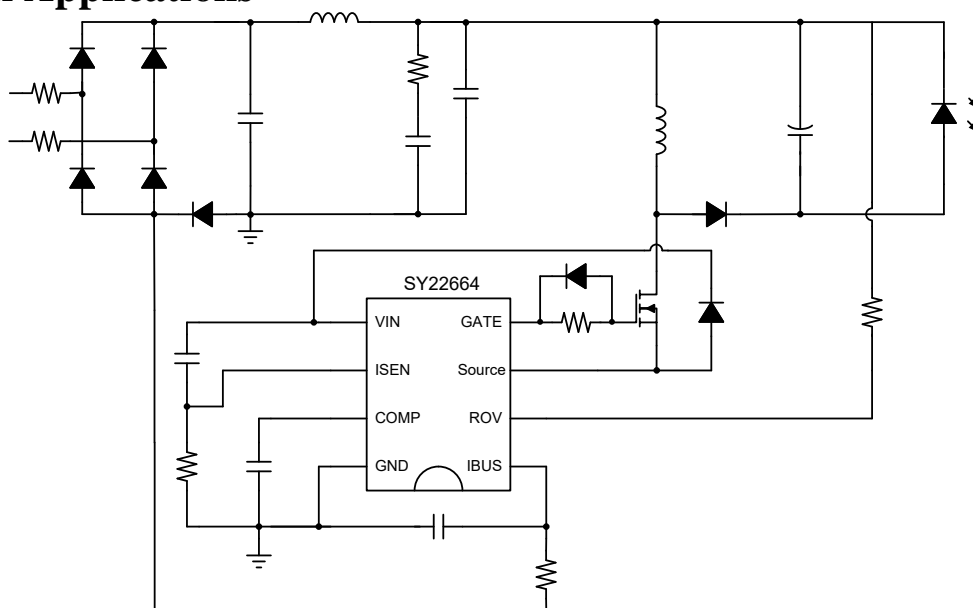 Applications
SY22664
VIN
GATE
ISEN
Source
COMP
ROV
GND
IBUS